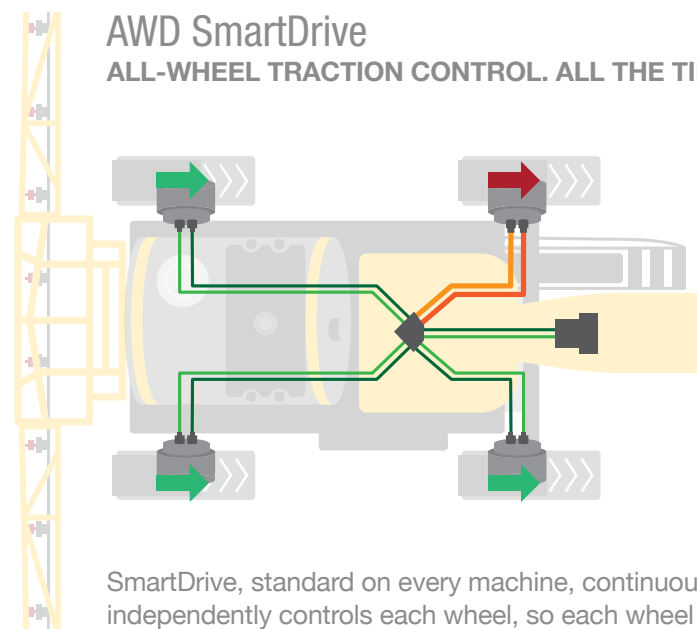 AWD SmartDrive
ALL-WHEEL TRACTION CONTROL. ALL THE
SmartDrive, standard on every machine,
independently controls each wheel, so each wheel